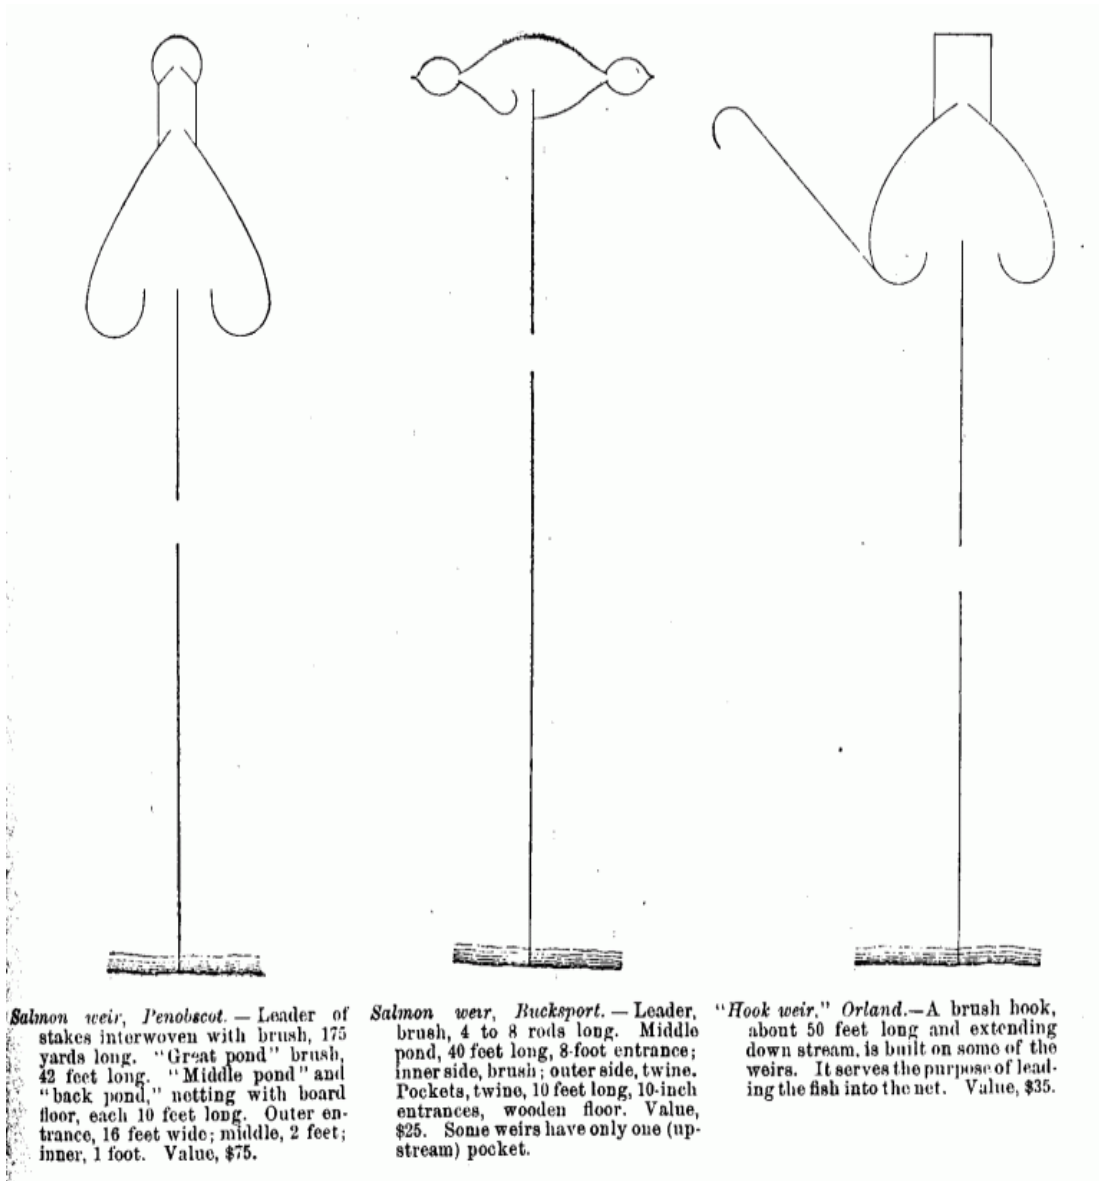 Salmon weir, Penobscot. — Leader of
stakes interwoven with brush, 175
yards long. "Great pond" brush,
42 feet long. "Middle pond" and
"back pond," netting with board
floor, each 10 feet long. Outer en-
trance, 16 feet wide; middle, 2 feet;
inner, 1 foot. Value, $75.
Salmon weir, Bucksport. — Leader,
brush, 4 to 8 rods long. Middle
pond, 40 feet long, 8-foot entrance;
inner side, brush; outer side, twine.
Pockets, twine, 10 feet long, 10-inch
entrances, wooden floor. Value,
$25. Some weirs have only one (up-
stream) pocket.
"Hook weir," Orland.—A brush hook,
about 50 feet long and extending
down stream, is built on some of the
weirs. It serves the purpose of lead-
ing the fish into the net. Value, $35.